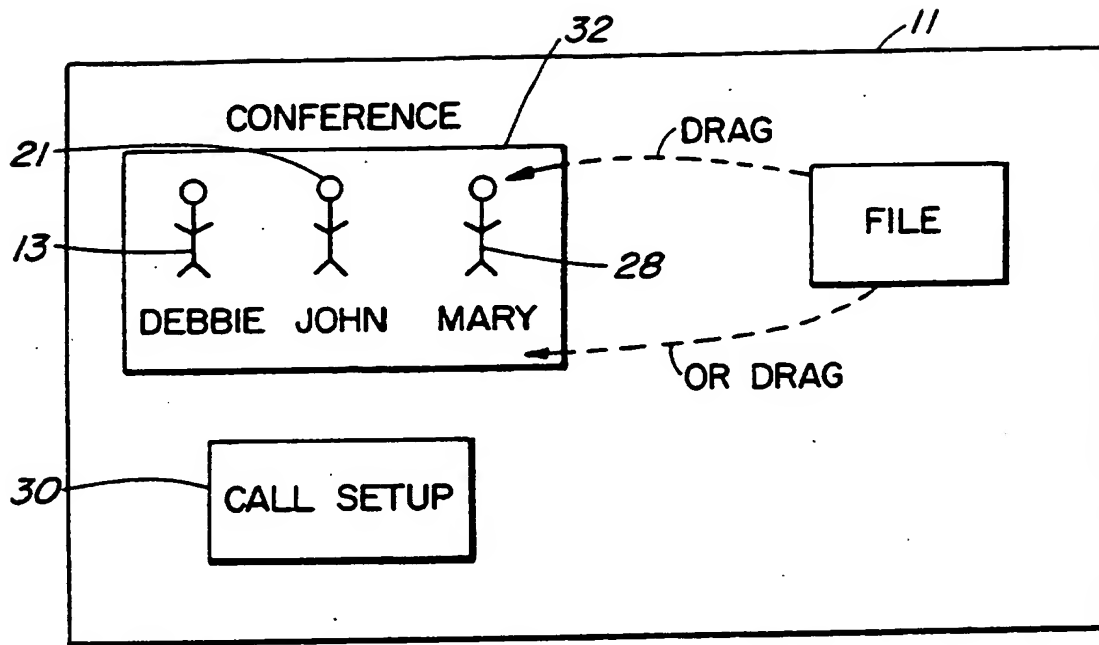 32
11
CONFERENCE
DRAG
21
FILE
13
28
DEBBIE JOHN MARY
OR DRAG
30
CALL SETUP